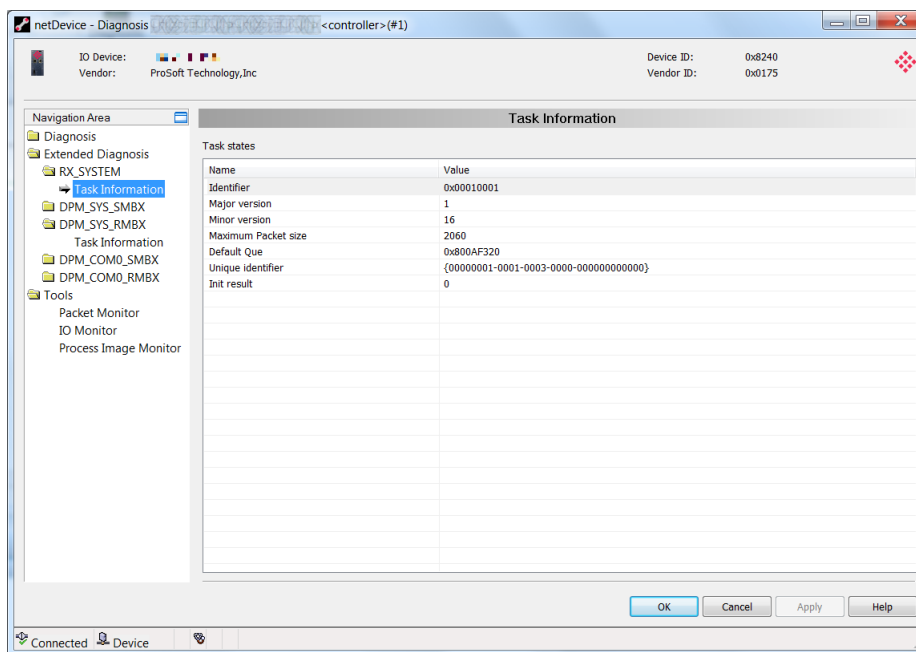 netDevice - Diagnosis <controller>(#1)
IO Device:
Vendor: ProSoft Technology,Inc
Device ID: 0x8240
Vendor ID: 0x0175
Navigation Area
Diagnosis
Extended Diagnosis
RX_SYSTEM
Task Information
DPM_SYS_SMBX
DPM_SYS_RMBX
Task Information
DPM_COM0_SMBX
DPM_COM0_RMBX
Tools
Packet Monitor
IO Monitor
Process Image Monitor
Task Information
Task states
Name Value
Identifier 0x00010001
Major version 1
Minor version 16
Maximum Packet size 2060
Default Que 0x800AF320
Unique identifier {00000001-0001-0003-0000-000000000000}
Init result 0
OK Cancel Apply Help
Connected Device